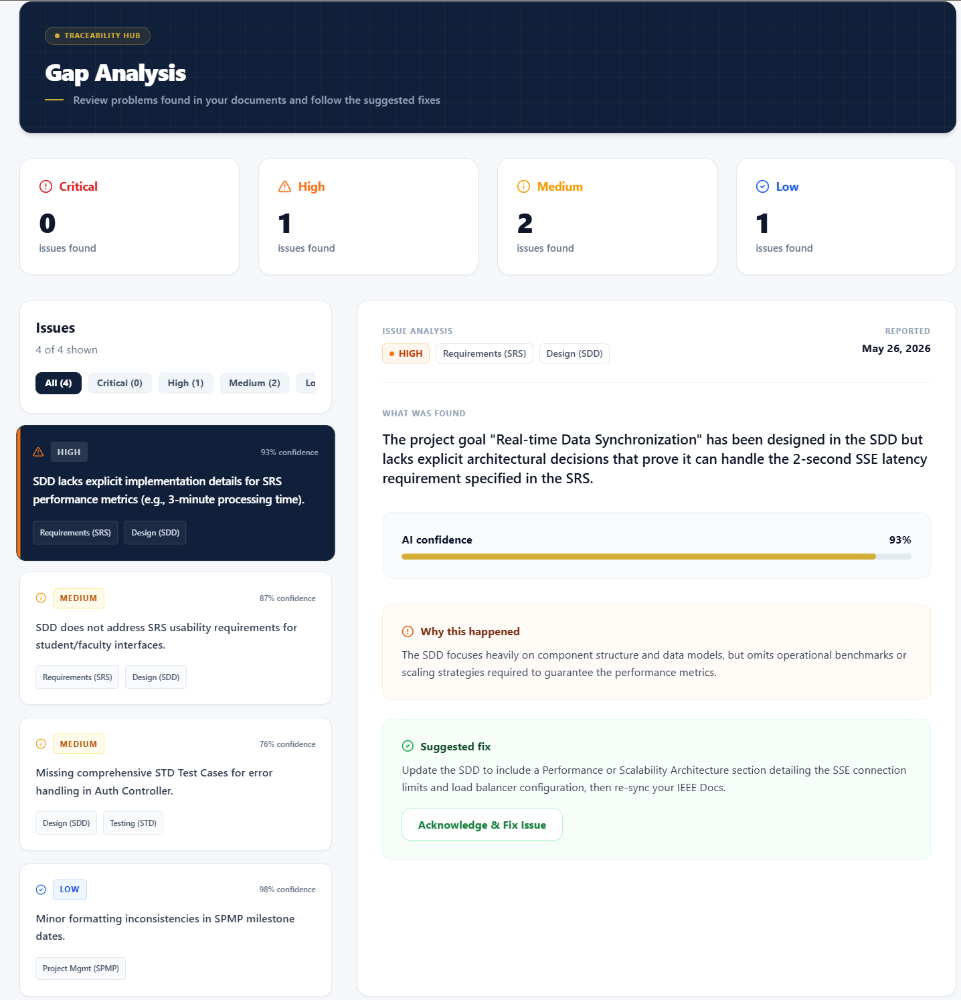 TRACEABILITY HUB
Gap Analysis
Review problems found in your documents and follow the suggested fixes
Critical
0
issues found
High
1
issues found
Medium
2
issues found
Low
1
issues found
Issues
4 of 4 shown
All (4)
Critical (0)
High (1)
Medium (2)
Lo
HIGH
93% confidence
SDD lacks explicit implementation details for SRS
performance metrics (e.g., 3-minute processing time).
Requirements (SRS)
Design (SDD)
MEDIUM
87% confidence
SDD does not address SRS usability requirements for
student/faculty interfaces.
Requirements (SRS)
Design (SDD)
MEDIUM
76% confidence
Missing comprehensive STD Test Cases for error
handling in Auth Controller.
Design (SDD)
Testing (STD)
LOW
98% confidence
Minor formatting inconsistencies in SPMP milestone
dates.
Project Mgmt (SPMP)
ISSUE ANALYSIS
HIGH
Requirements (SRS)
Design (SDD)
REPORTED
May 26, 2026
WHAT WAS FOUND
The project goal "Real-time Data Synchronization" has been designed in the SDD but
lacks explicit architectural decisions that prove it can handle the 2-second SSE latency
requirement specified in the SRS.
AI confidence
93%
Why this happened
The SDD focuses heavily on component structure and data models, but omits operational benchmarks or
scaling strategies required to guarantee the performance metrics.
Suggested fix
Update the SDD to include a Performance or Scalability Architecture section detailing the SSE connection
limits and load balancer configuration, then re-sync your IEEE Docs.
Acknowledge & Fix Issue